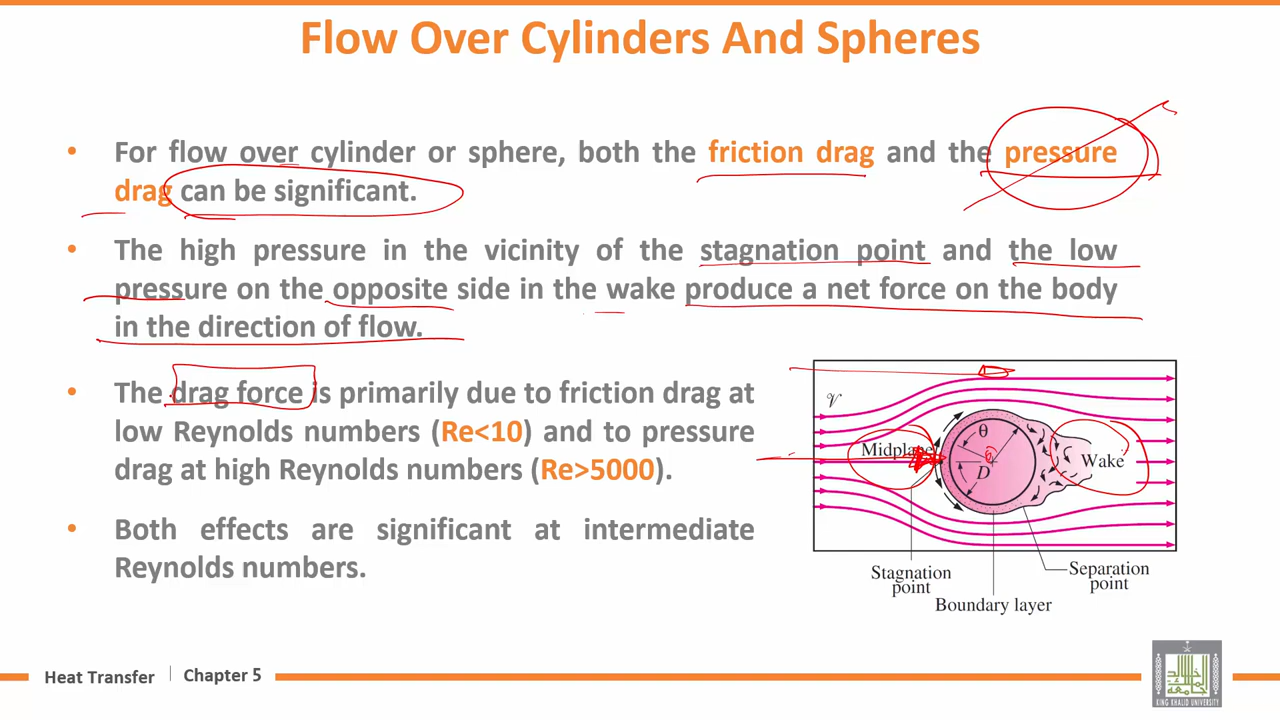 Flow Over Cylinders And Spheres
• For flow over cylinder or sphere, both the friction drag and the pressure
drag can be significant.
• The high pressure in the vicinity of the stagnation point and the low
pressure on the opposite side in the wake produce a net force on the body
in the direction of flow.
• The drag force is primarily due to friction drag at
low Reynolds numbers (Re<10) and to pressure
drag at high Reynolds numbers (Re>5000).
• Both effects are significant at intermediate
Reynolds numbers.
𝒱
θ
Midplane
Wake
D
Stagnation
point
Separation
point
Boundary layer
Heat Transfer | Chapter 5
KING KHALID UNIVERSITY